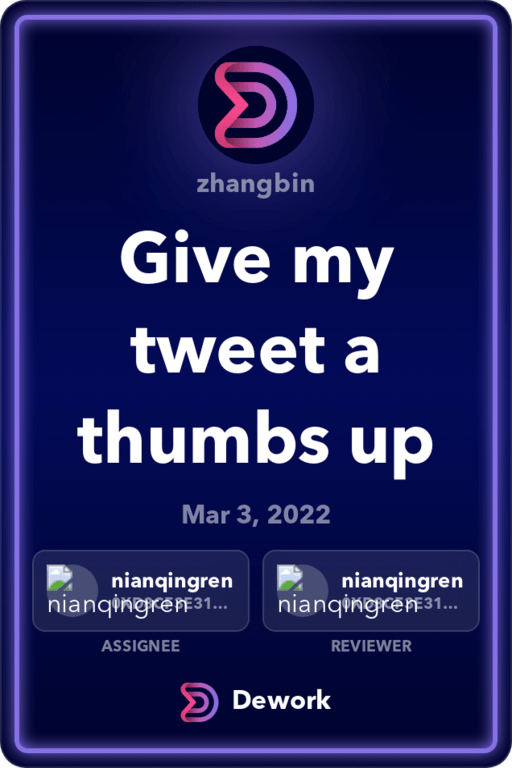 zhangbin
Give my
tweet a
thumbs up
Mar 3, 2022
nianqingren
nianqingren
nianqingren
nianqingren
ASSIGNEE
REVIEWER
Dework